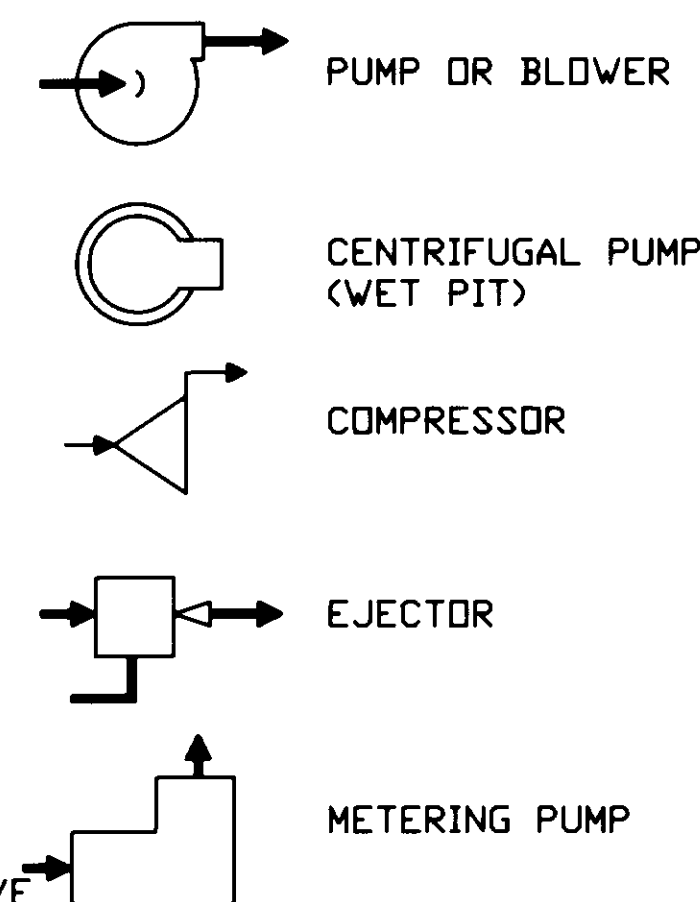 PUMP OR BLOWER
CENTRIFUGAL PUMP
(WET PIT)
COMPRESSOR
EJECTOR
METERING PUMP